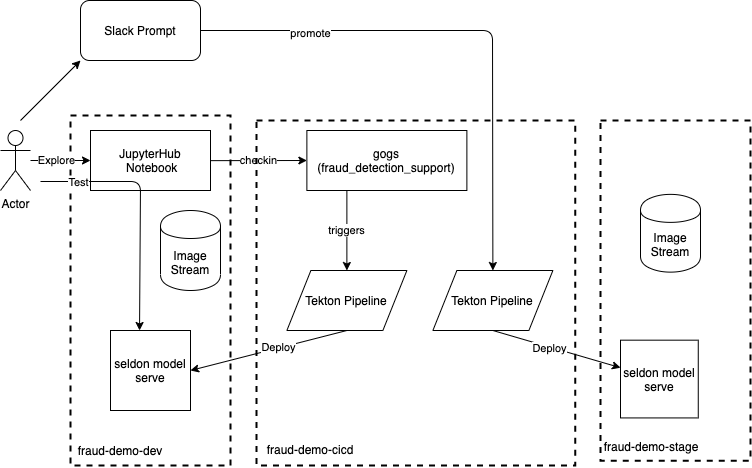 Slack Prompt
promote
JupyterHub
Notebook
Explore
checkin
gogs
(fraud_detection_support)
Test
Actor
triggers
Image
Stream
Image
Stream
Tekton Pipeline
Tekton Pipeline
Deploy
Deploy
seldon model
serve
seldon model
serve
fraud-demo-dev
fraud-demo-cicd
fraud-demo-stage